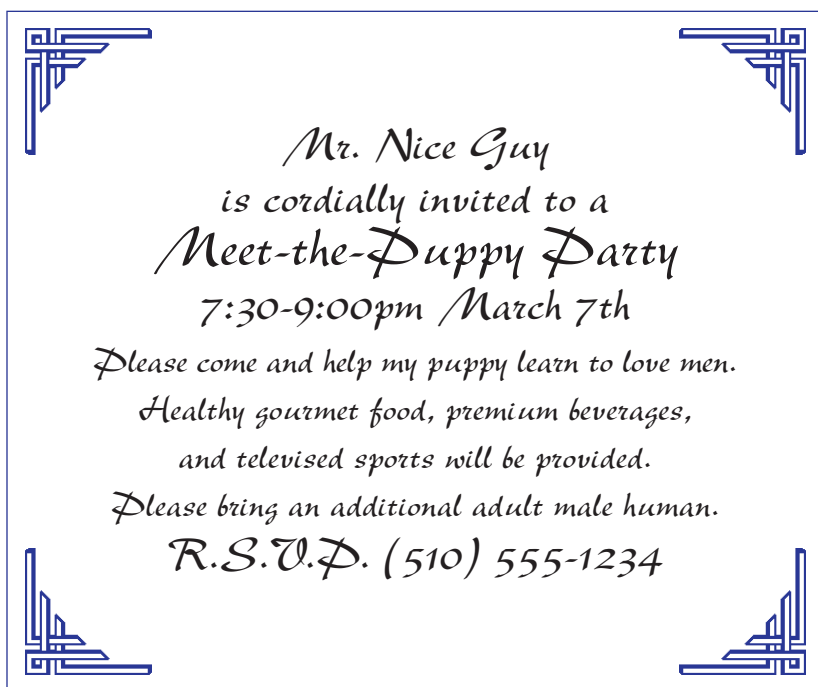 Mr. Nice Guy
is cordially invited to a
Meet-the-Puppy Party
7:30-9:00pm March 7th
Please come and help my puppy learn to love men.
Healthy gourmet food, premium beverages,
and televised sports will be provided.
Please bring an additional adult male human.
R.S.V.P. (510) 555-1234